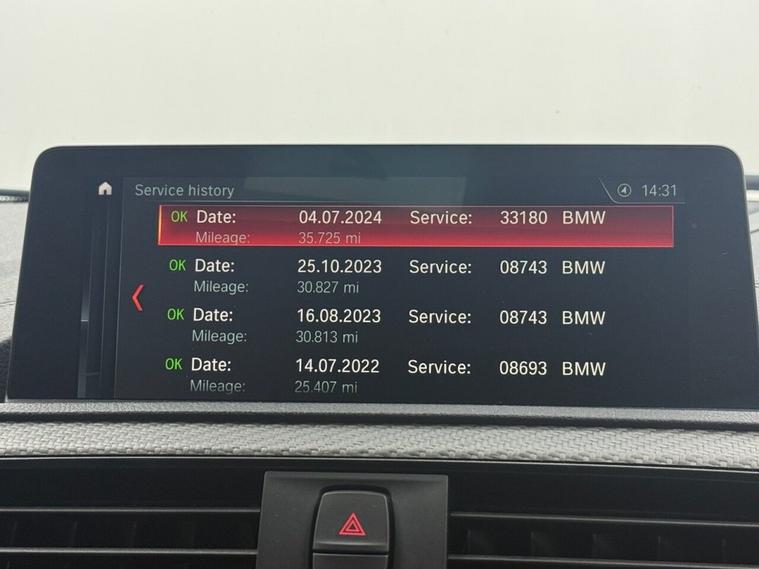 Service history 14:31
OK Date: 04.07.2024 Service: 33180 BMW
Mileage: 35.725 mi
OK Date: 25.10.2023 Service: 08743 BMW
Mileage: 30.827 mi
OK Date: 16.08.2023 Service: 08743 BMW
Mileage: 30.813 mi
OK Date: 14.07.2022 Service: 08693 BMW
Mileage: 25.407 mi